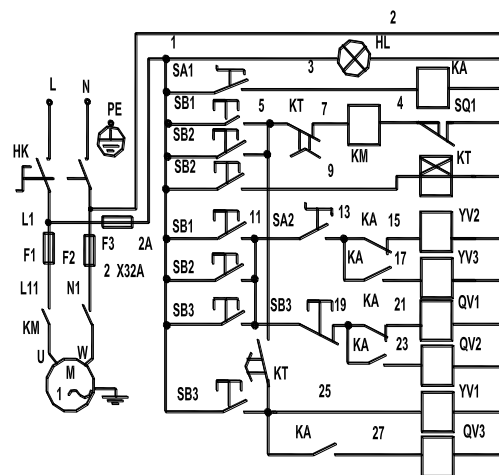 2
1
3 HL
SA1 KA
L N
SB1 5 KT 7 4 SQ1
PE
SB2 KM KT
HK
SB2 9
L1
SB1 11 SA2 13 KA 15 YV2
F1 F2 F3 2A
2 X32A
SB2 KA 17 YV3
L11 N1
SB3 SB3 19 KA 21 QV1
KM
KA 23 QV2
U M W
1
KT
SB3 25 YV1
KA 27 QV3